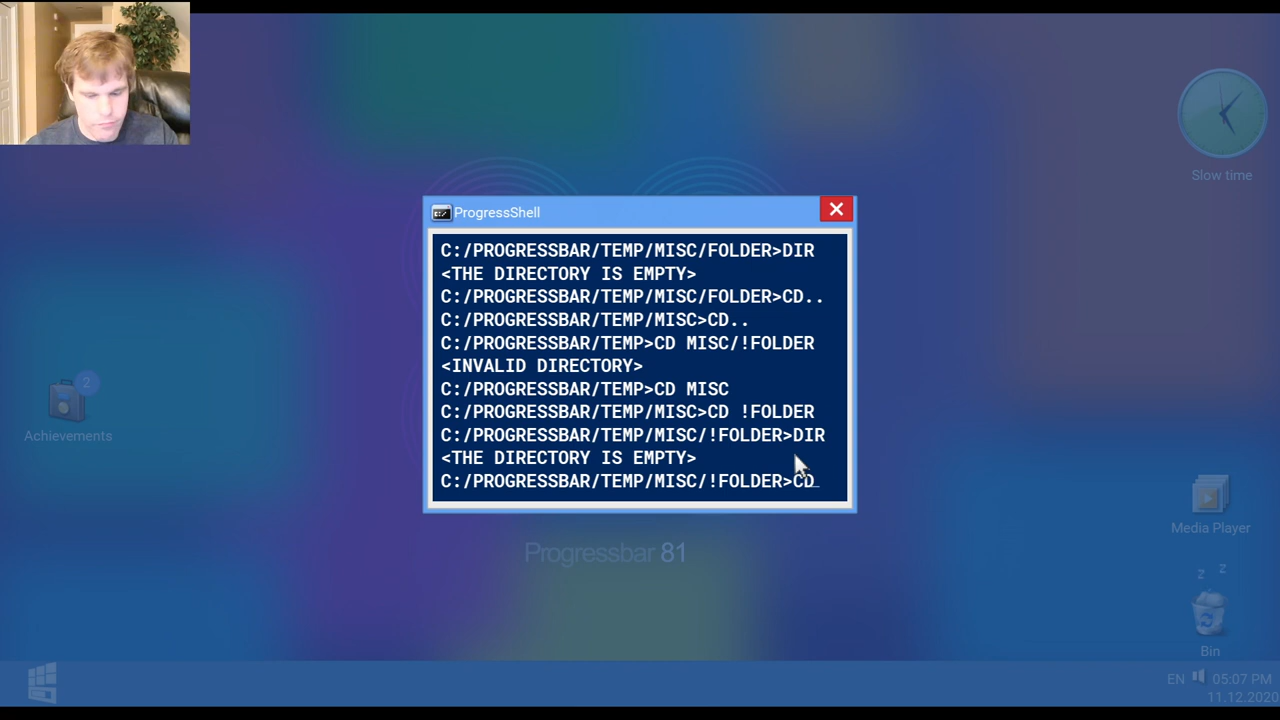 Slow time
ProgressShell
C:/PROGRESSBAR/TEMP/MISC/FOLDER>DIR
<THE DIRECTORY IS EMPTY>
C:/PROGRESSBAR/TEMP/MISC/FOLDER>CD..
C:/PROGRESSBAR/TEMP/MISC>CD..
C:/PROGRESSBAR/TEMP>CD MISC/!FOLDER
<INVALID DIRECTORY>
C:/PROGRESSBAR/TEMP>CD MISC
C:/PROGRESSBAR/TEMP/MISC>CD !FOLDER
C:/PROGRESSBAR/TEMP/MISC/!FOLDER>DIR
<THE DIRECTORY IS EMPTY>
C:/PROGRESSBAR/TEMP/MISC/!FOLDER>CD_
2
Achievements
Media Player
Progressbar 81
z z
Bin
EN 05:07 PM
11.12.2020